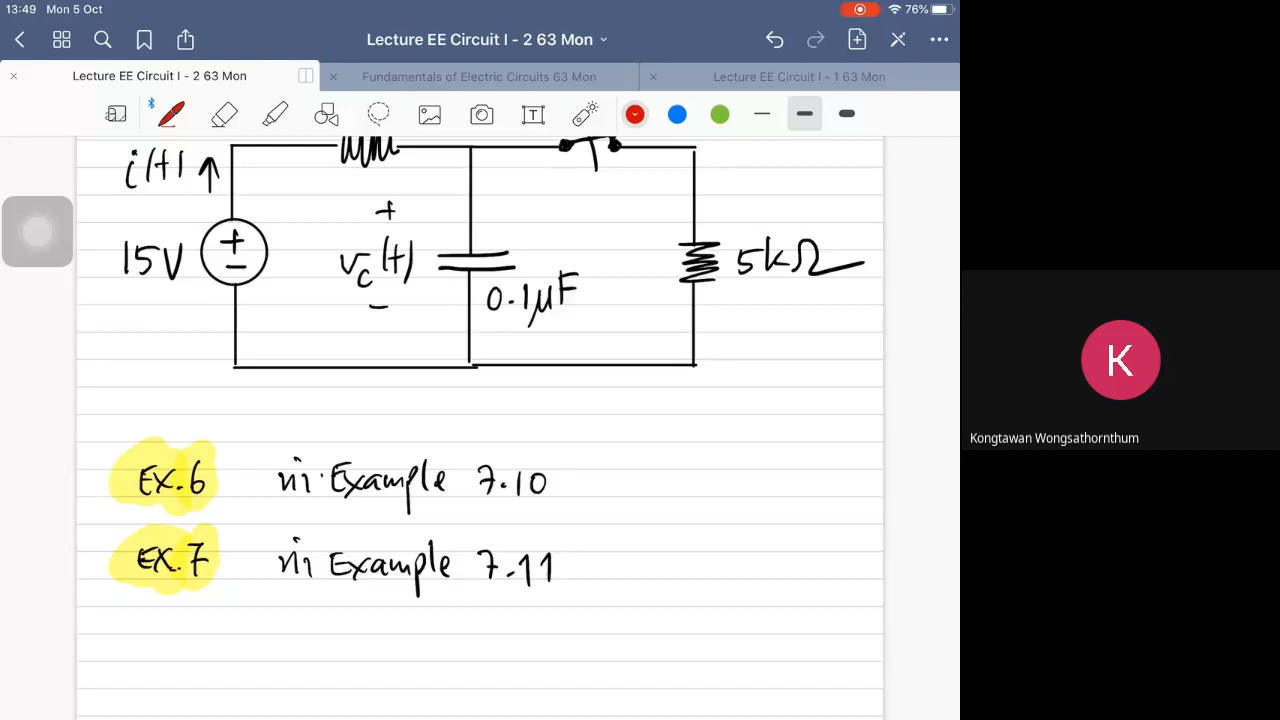 13:49 Mon 5 Oct
76%
Lecture EE Circuit I - 2 63 Mon
Lecture EE Circuit I - 2 63 Mon
Fundamentals of Electric Circuits 63 Mon
Lecture EE Circuit I - 1 63 Mon
T
i(t)
+
15V
+
−
vc(t)
−
0.1μF
5kΩ
EX.6 ทำ Example 7.10
EX.7 ทำ Example 7.11
K
Kongtawan Wongsathornthum